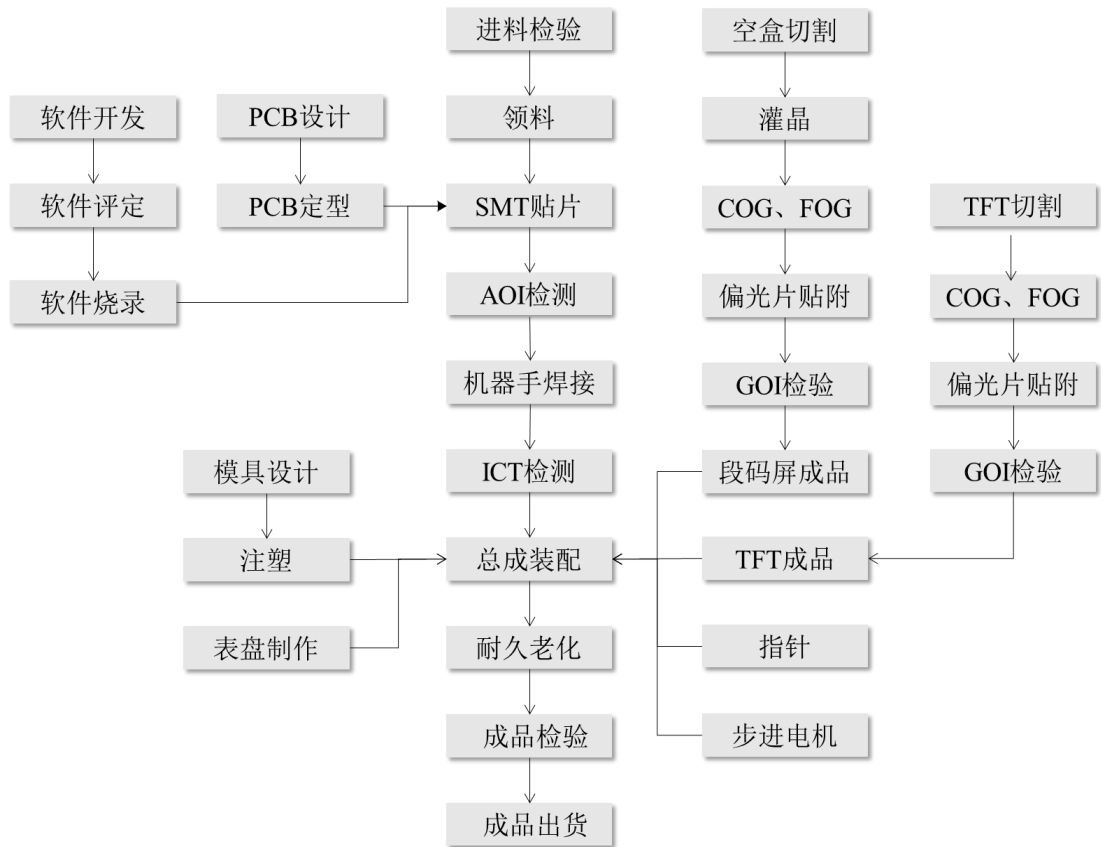 进料检验
空盒切割
软件开发
PCB设计
领料
灌晶
软件评定
PCB定型
SMT贴片
COG、FOG
TFT切割
软件烧录
AOI检测
偏光片贴附
COG、FOG
机器手焊接
GOI检验
偏光片贴附
模具设计
ICT检测
段码屏成品
GOI检验
注塑
总成装配
TFT成品
表盘制作
耐久老化
指针
成品检验
步进电机
成品出货